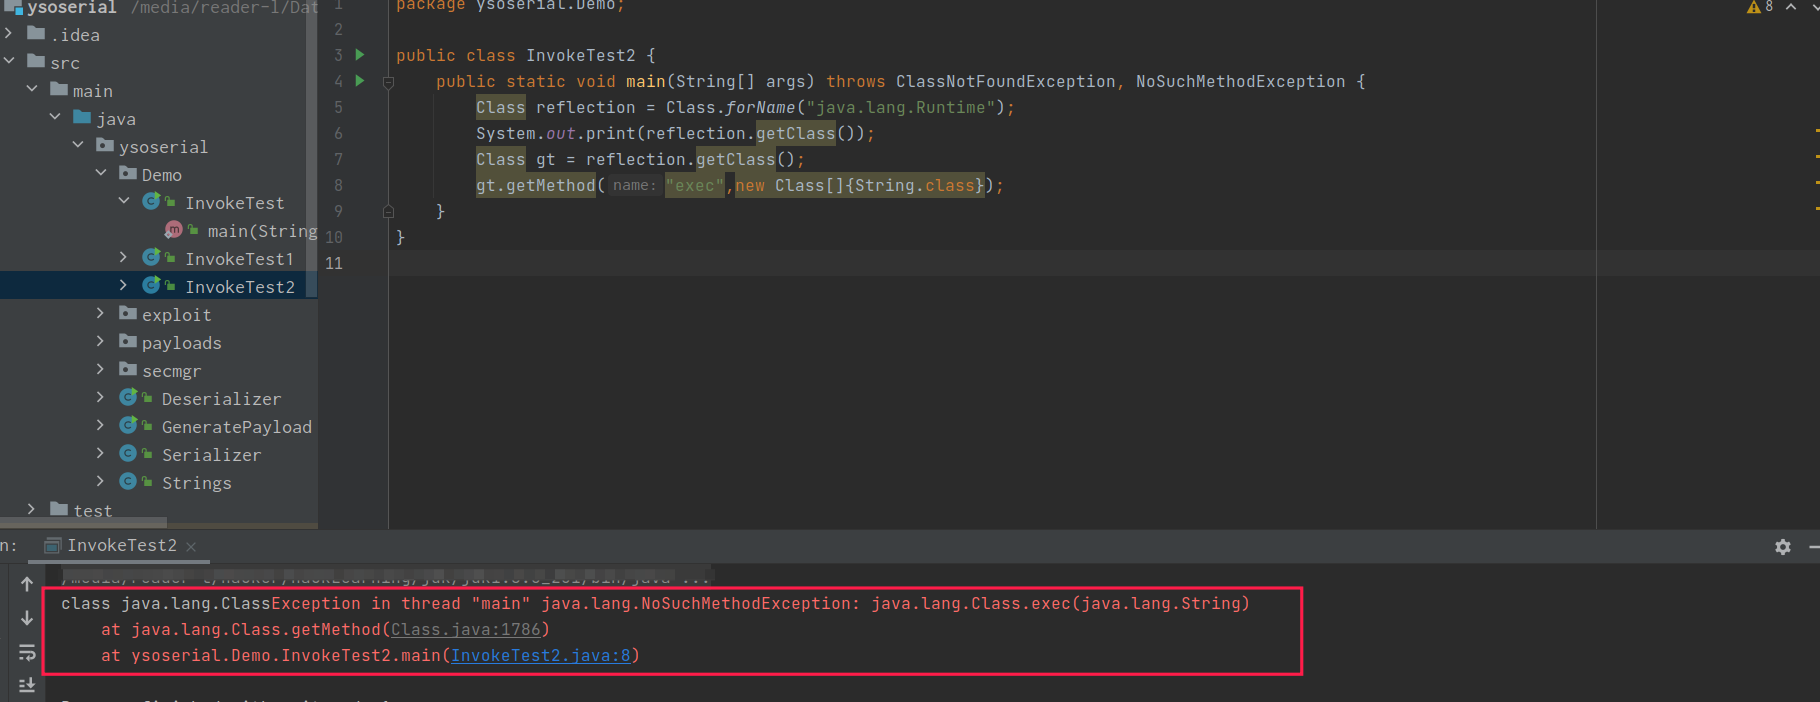 ysoserial /media/reader-l/Dat
.idea
src
main
java
ysoserial
Demo
InvokeTest
main(String
InvokeTest1
InvokeTest2
exploit
payloads
secmgr
Deserializer
GeneratePayload
Serializer
Strings
test
8
1 package ysoserial.Demo;
2
3 public class InvokeTest2 {
4 public static void main(String[] args) throws ClassNotFoundException, NoSuchMethodException {
5 Class reflection = Class.forName("java.lang.Runtime");
6 System.out.print(reflection.getClass());
7 Class gt = reflection.getClass();
8 gt.getMethod( name: "exec",new Class[]{String.class});
9 }
10 }
11
n: InvokeTest2
class java.lang.ClassException in thread "main" java.lang.NoSuchMethodException: java.lang.Class.exec(java.lang.String)
at java.lang.Class.getMethod(Class.java:1786)
at ysoserial.Demo.InvokeTest2.main(InvokeTest2.java:8)